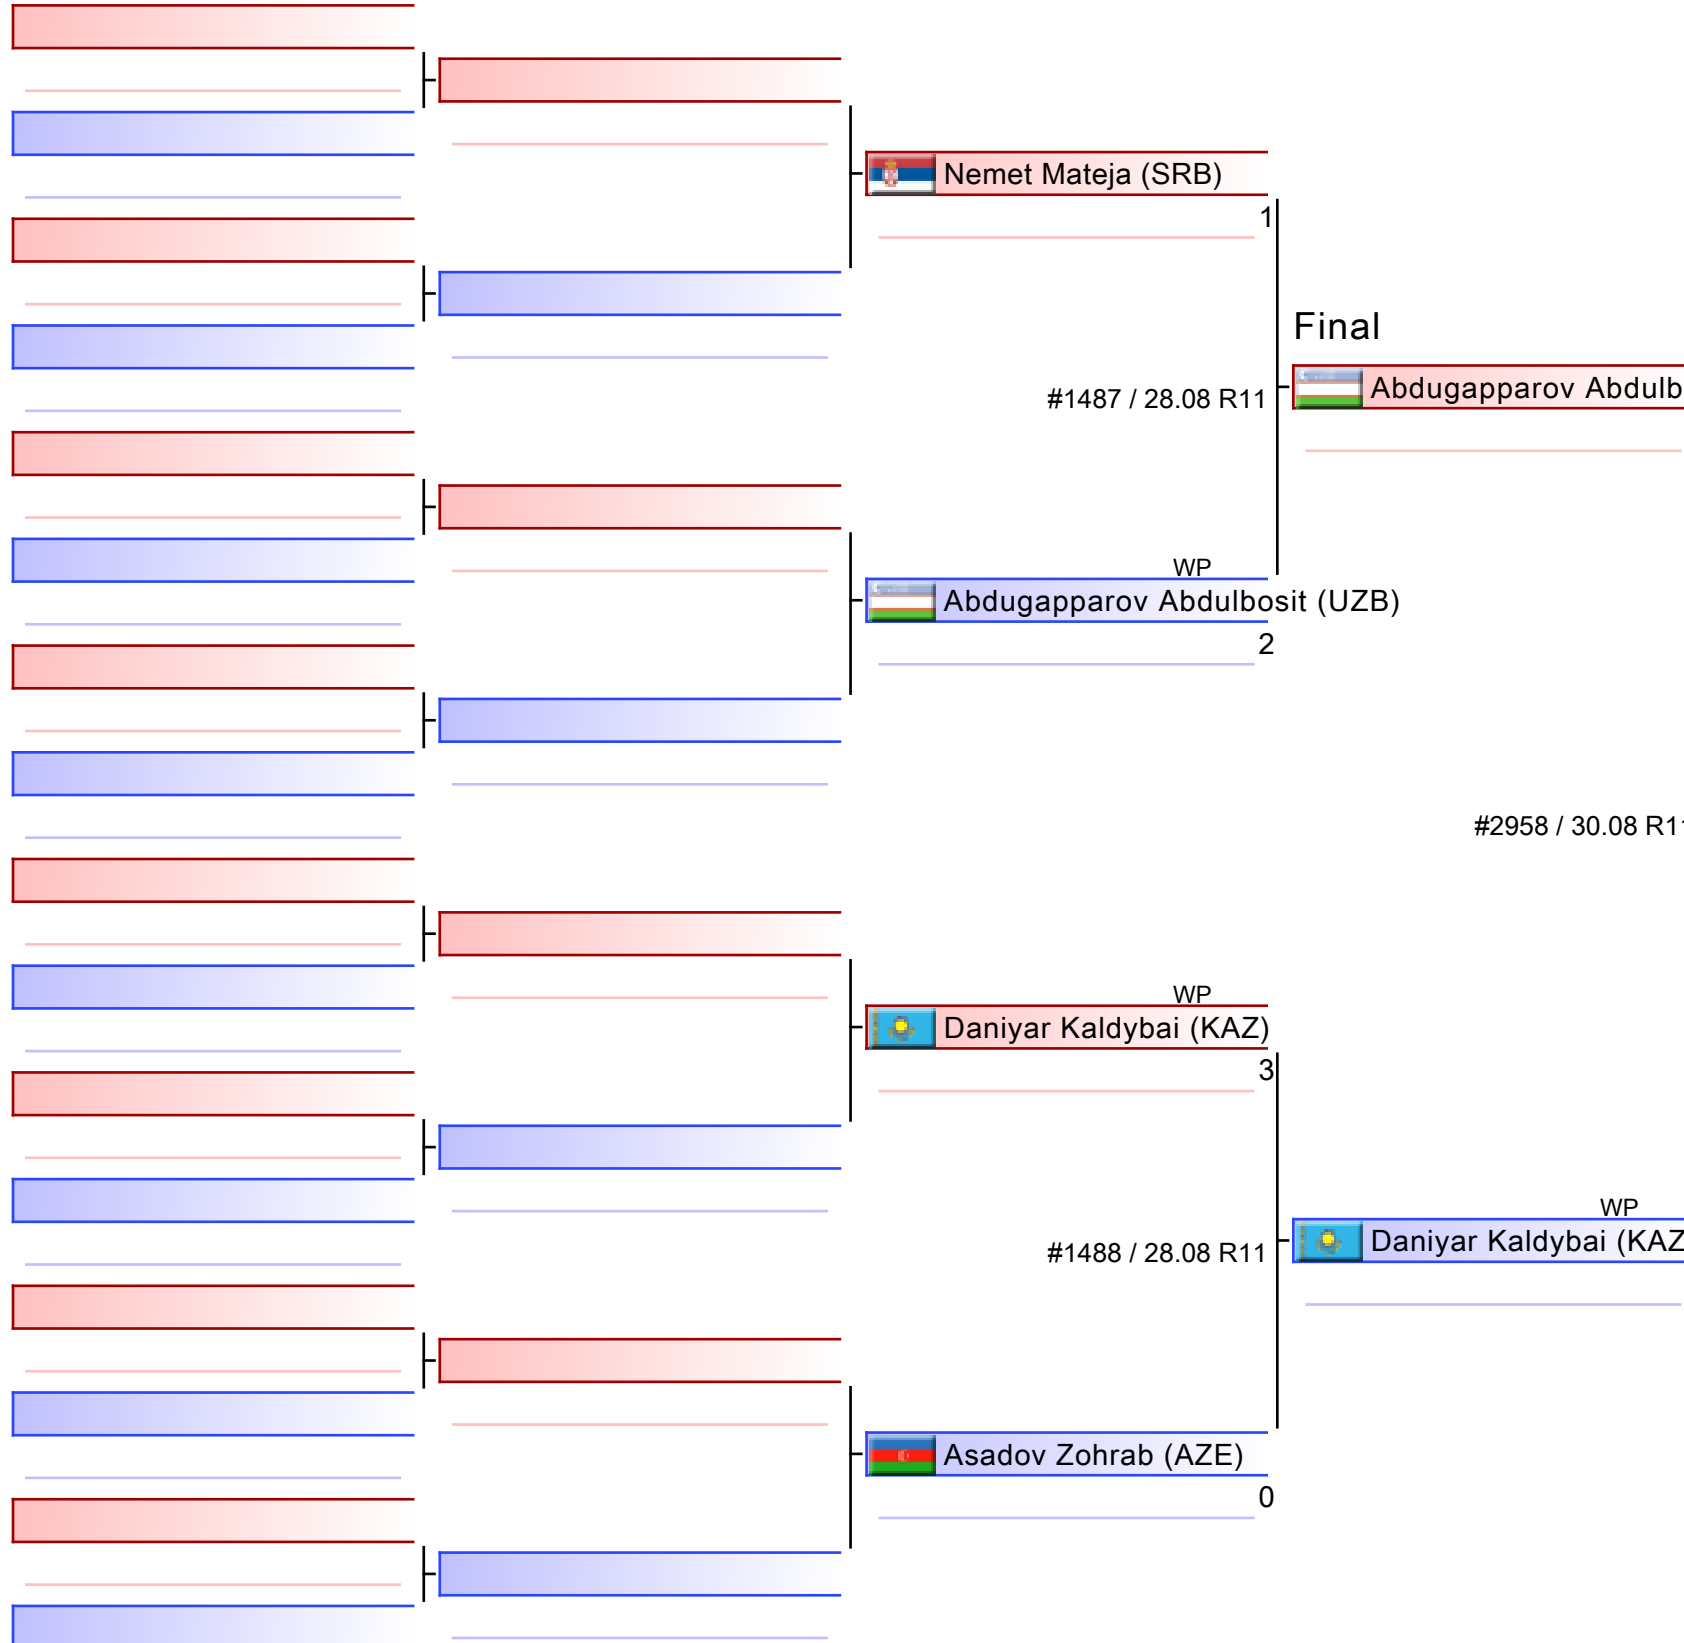 Nemet Mateja (SRB)
1
Final
#1487 / 28.08 R11
Abdugapparov Abdulb
WP
Abdugapparov Abdulbosit (UZB)
2
#2958 / 30.08 R11
WP
Daniyar Kaldybai (KAZ)
3
WP
#1488 / 28.08 R11
Daniyar Kaldybai (KAZ
Asadov Zohrab (AZE)
0